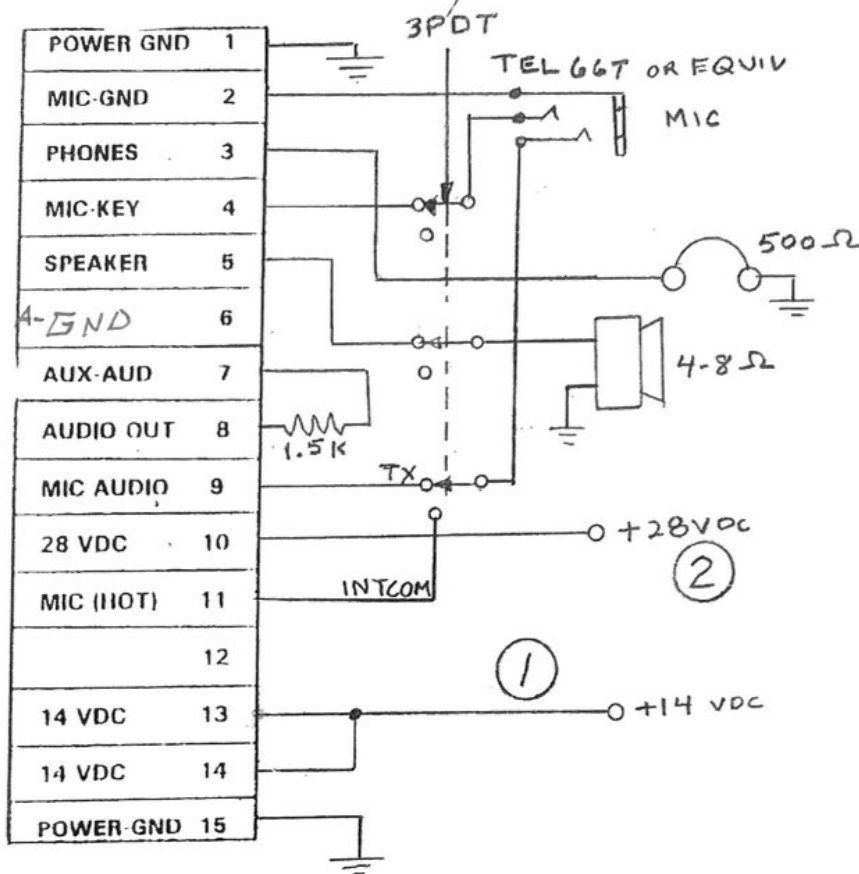 3PDT
POWER GND 1
TEL 66T OR EQUIV
MIC-GND 2
MIC
PHONES 3
MIC-KEY 4
500 Ω
SPEAKER 5
A-GND 6
4-8 Ω
AUX-AUD 7
AUDIO OUT 8
1.5K
TX
MIC AUDIO 9
28 VDC 10
+28VDC
2
MIC (HOT) 11
INTCOM
12
1
14 VDC 13
+14 VDC
14 VDC 14
POWER-GND 15